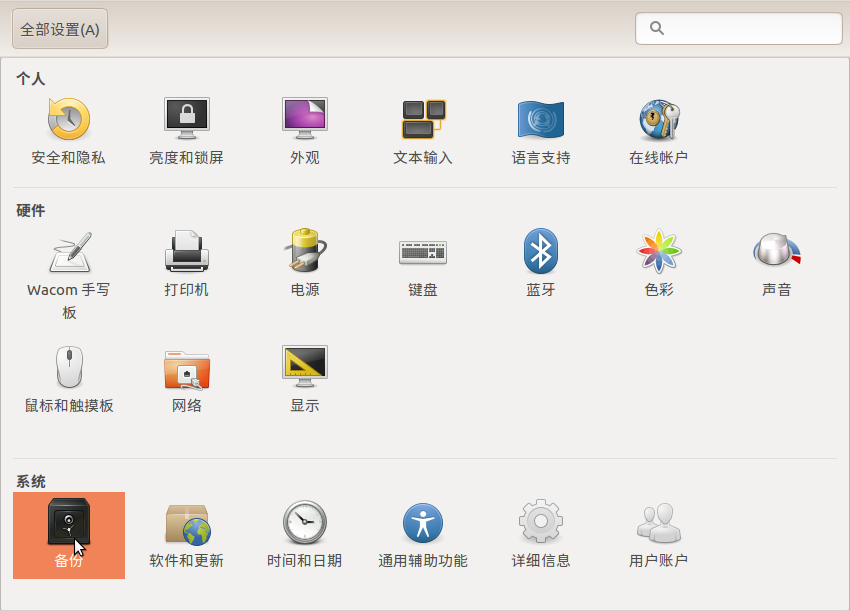 全部设置(A)
个人
安全和隐私
亮度和锁屏
外观
文本输入
语言支持
在线帐户
硬件
Wacom 手写
板
打印机
电源
键盘
蓝牙
色彩
声音
鼠标和触摸板
网络
显示
系统
备份
软件和更新
时间和日期
通用辅助功能
详细信息
用户账户